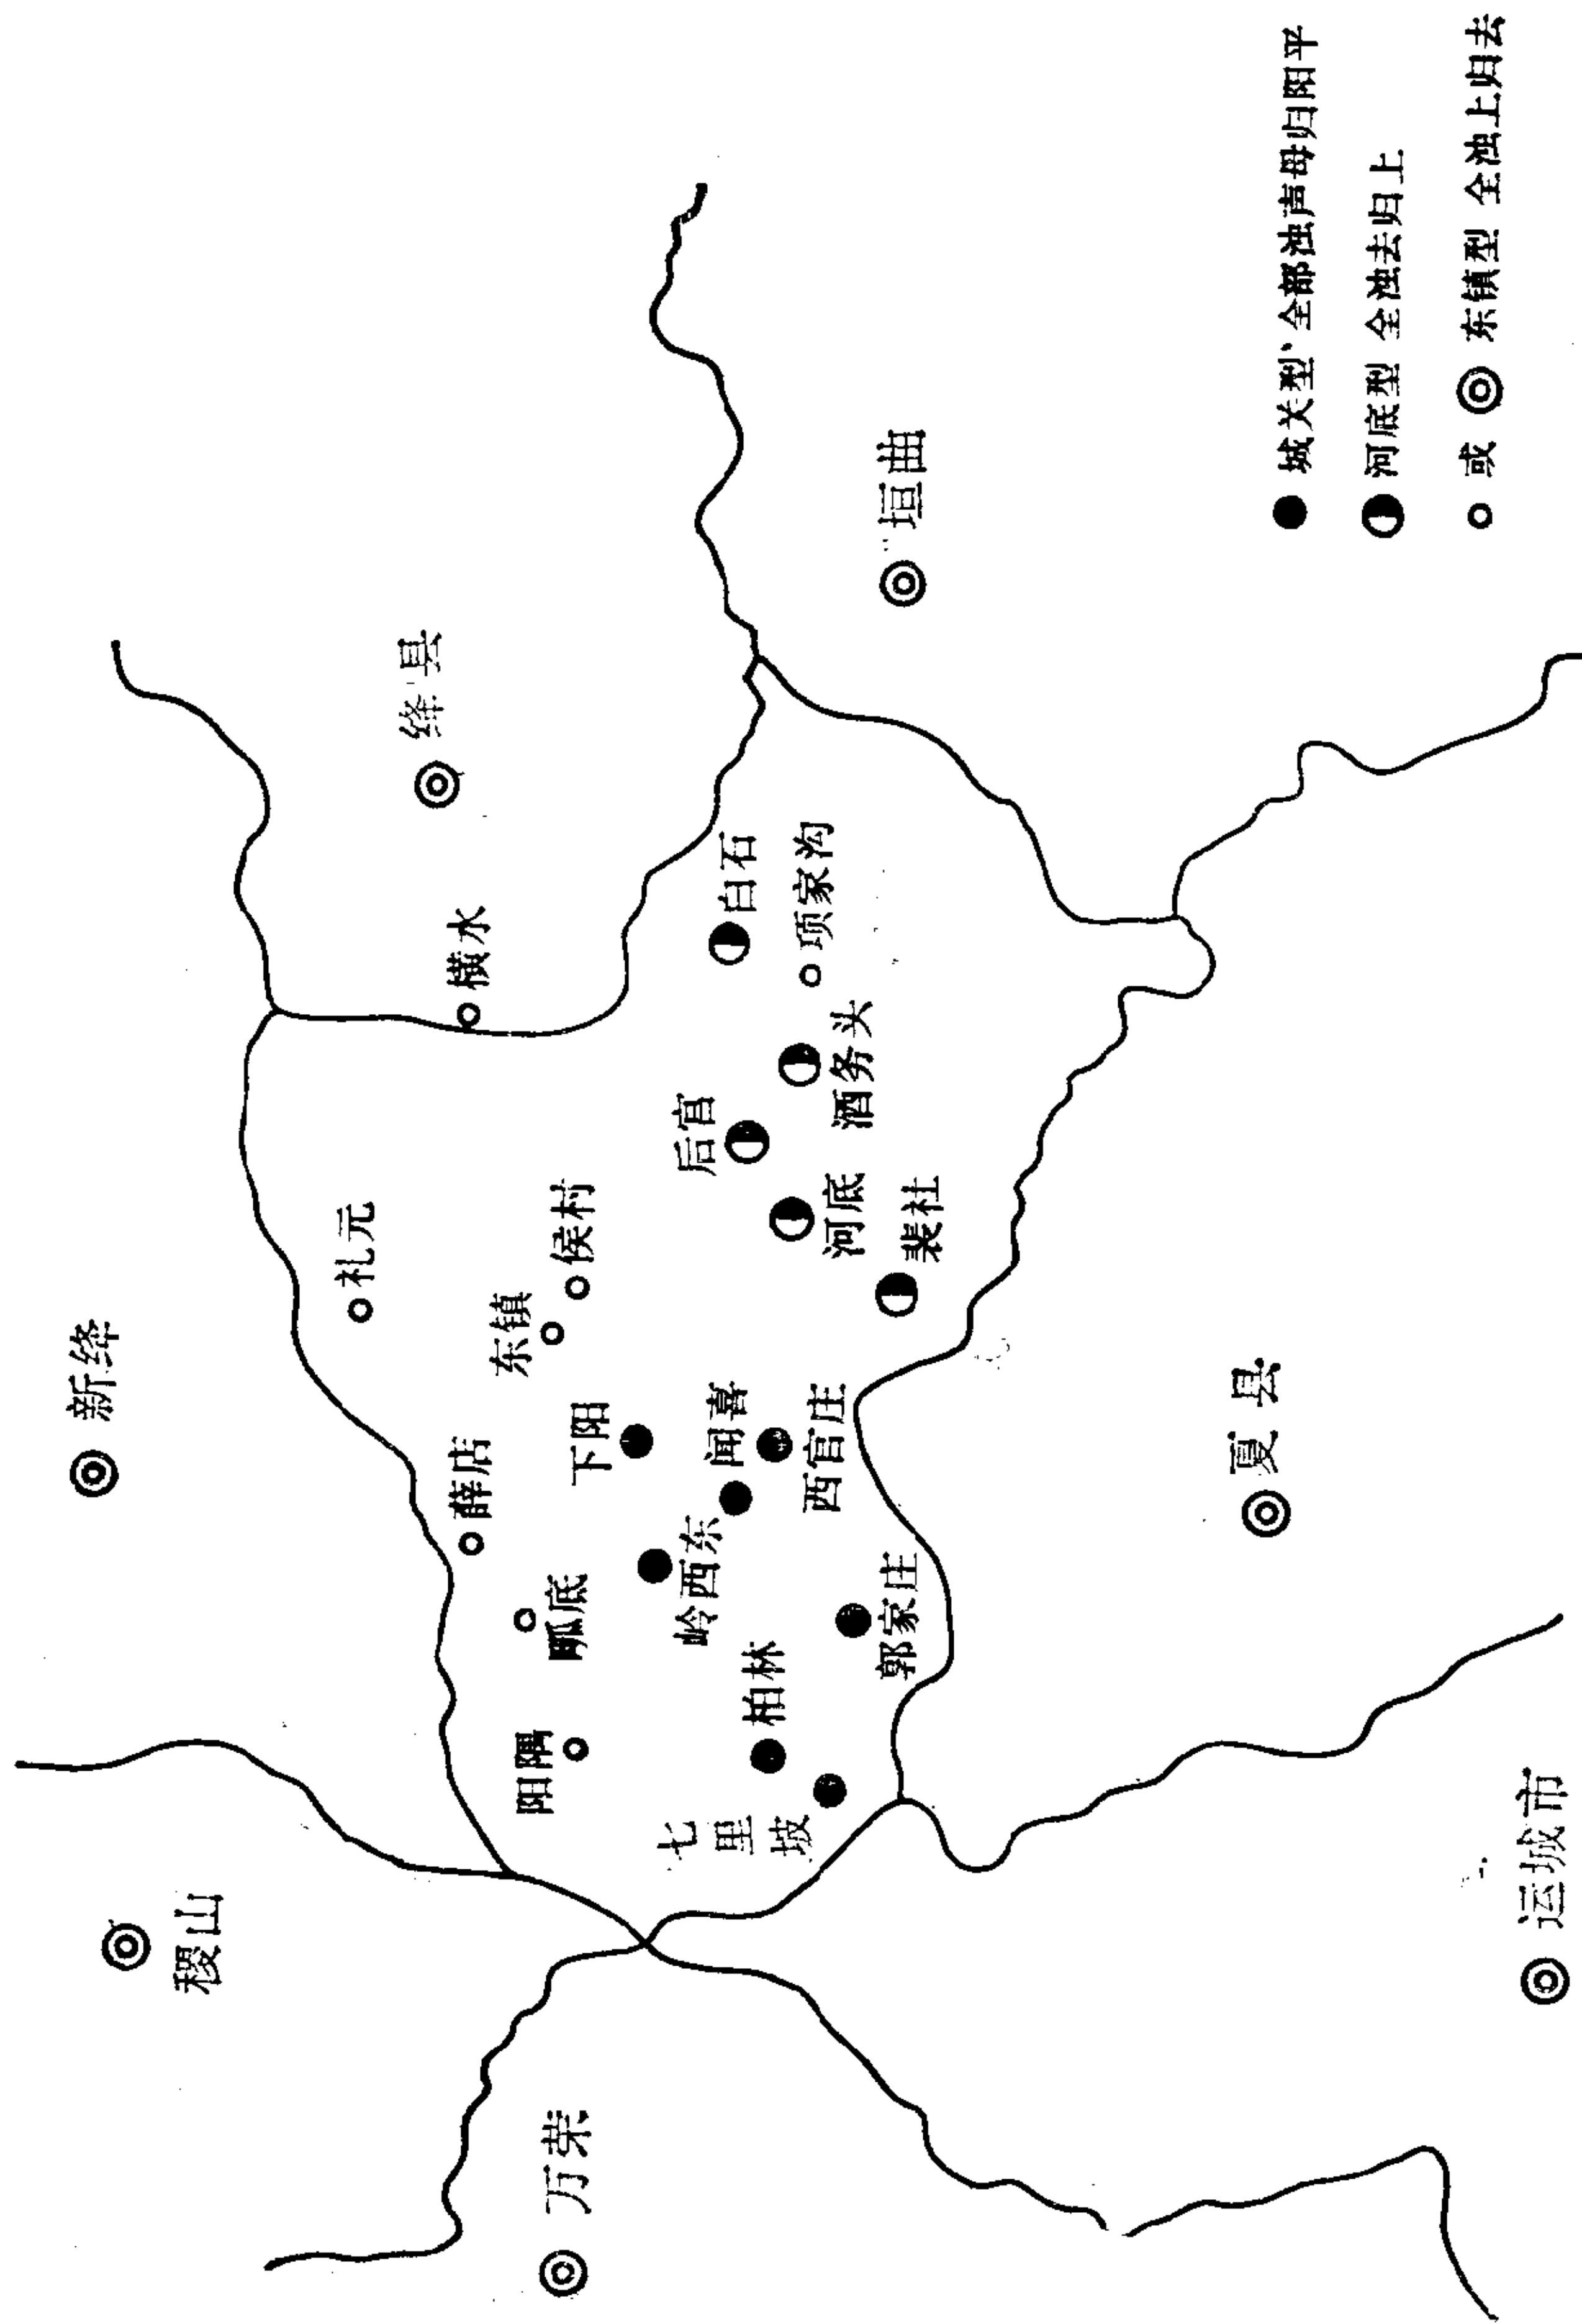 新绛
稷山
万荣
绛县
垣曲
夏县
运城市
横水
礼元
侯村
东镇
薛店
呱底
阳隅
下阳
闻喜
西官庄
岭西东
郭家庄
柏林
七里坡
白石
项家沟
酒务头
后宫
河底
裴社
城关型 全部浊声母归阳平
河底型 全浊去归上
或 东镇型 全浊上归去